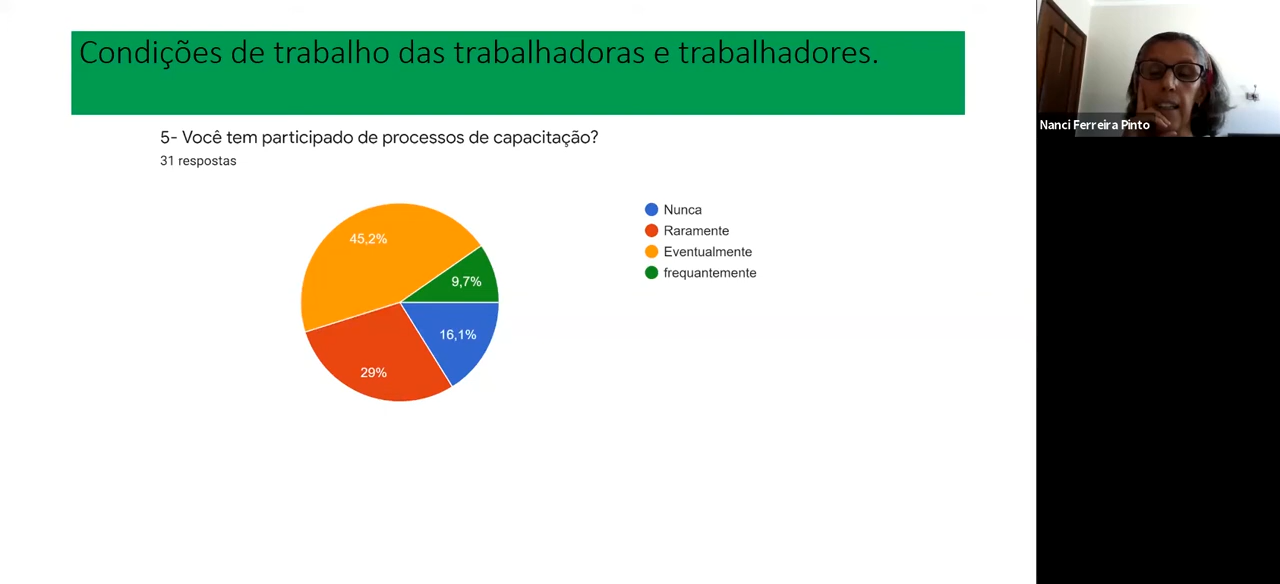 Condições de trabalho das trabalhadoras e trabalhadores.
Nanci Ferreira Pinto
5- Você tem participado de processos de capacitação?
31 respostas
Nunca
Raramente
Eventualmente
frequantemente
45,2%
9,7%
16,1%
29%